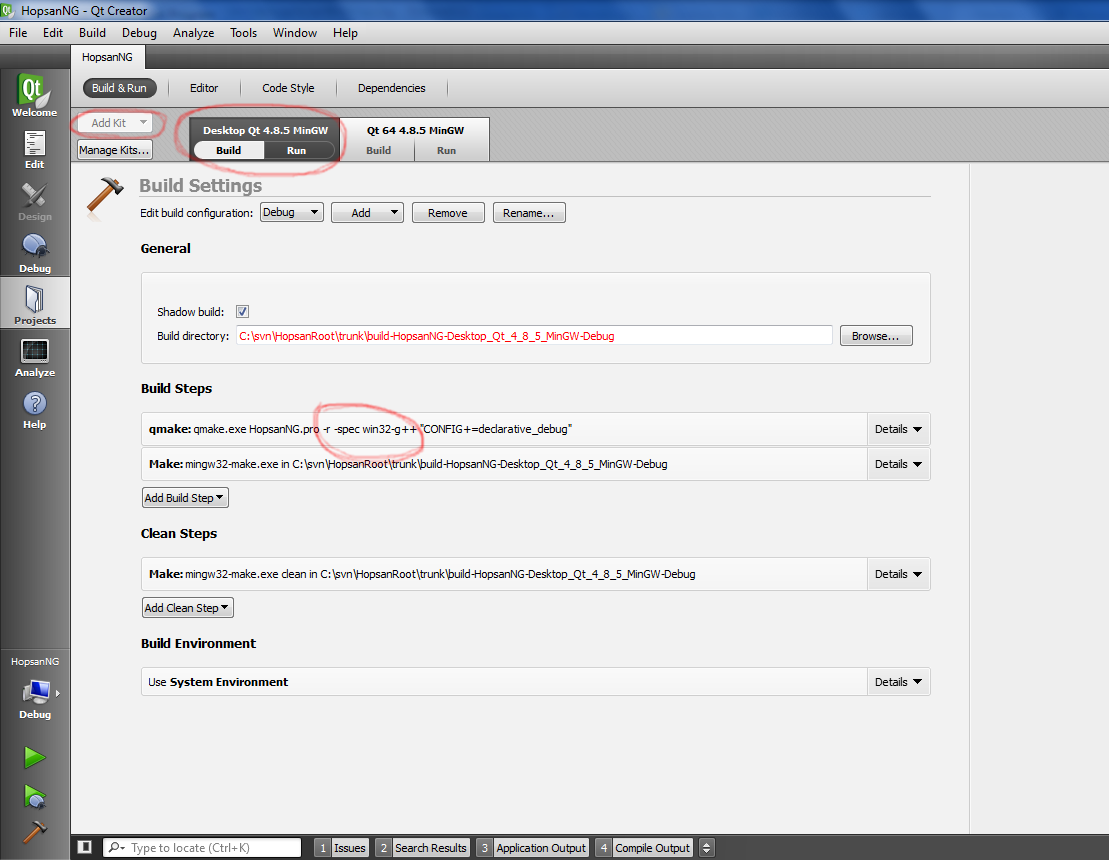 HopsanNG - Qt Creator
File Edit Build Debug Analyze Tools Window Help
HopsanNG
Build & Run Editor Code Style Dependencies
Add Kit
Manage Kits...
Desktop Qt 4.8.5 MinGW
Build Run
Qt 64 4.8.5 MinGW
Build Run
Qt
Welcome
Edit
Design
Debug
Projects
Analyze
Help
HopsanNG
Debug
Build Settings
Edit build configuration: Debug Add Remove Rename...
General
Shadow build:
Build directory: C:\svn\HopsanRoot\trunk\build-HopsanNG-Desktop_Qt_4_8_5_MinGW-Debug Browse...
Build Steps
qmake: qmake.exe HopsanNG.pro -r -spec win32-g++ "CONFIG+=declarative_debug" Details
Make: mingw32-make.exe in C:\svn\HopsanRoot\trunk\build-HopsanNG-Desktop_Qt_4_8_5_MinGW-Debug Details
Add Build Step
Clean Steps
Make: mingw32-make.exe clean in C:\svn\HopsanRoot\trunk\build-HopsanNG-Desktop_Qt_4_8_5_MinGW-Debug Details
Add Clean Step
Build Environment
Use System Environment Details
Type to locate (Ctrl+K) 1 Issues 2 Search Results 3 Application Output 4 Compile Output